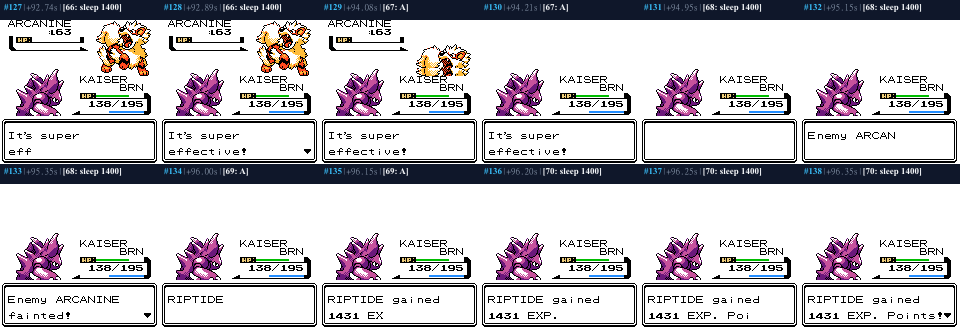 #127 | +92.74s | [66: sleep 1400]
ARCANINE
:L63
HP:
KAISER
BRN
HP:
138/195
It's super
eff
#128 | +92.89s | [66: sleep 1400]
ARCANINE
:L63
HP:
KAISER
BRN
HP:
138/195
It's super
effective!
#129 | +94.08s | [67: A]
ARCANINE
:L63
HP:
KAISER
BRN
HP:
138/195
It's super
effective!
#130 | +94.21s | [67: A]
KAISER
BRN
HP:
138/195
It's super
effective!
#131 | +94.95s | [68: sleep 1400]
KAISER
BRN
HP:
138/195
#132 | +95.15s | [68: sleep 1400]
KAISER
BRN
HP:
138/195
Enemy ARCAN
#133 | +95.35s | [68: sleep 1400]
KAISER
BRN
HP:
138/195
Enemy ARCANINE
fainted!
#134 | +96.00s | [69: A]
KAISER
BRN
HP:
138/195
RIPTIDE
#135 | +96.15s | [69: A]
KAISER
BRN
HP:
138/195
RIPTIDE gained
1431 EX
#136 | +96.20s | [70: sleep 1400]
KAISER
BRN
HP:
138/195
RIPTIDE gained
1431 EXP.
#137 | +96.25s | [70: sleep 1400]
KAISER
BRN
HP:
138/195
RIPTIDE gained
1431 EXP. Poi
#138 | +96.35s | [70: sleep 1400]
KAISER
BRN
HP:
138/195
RIPTIDE gained
1431 EXP. Points!